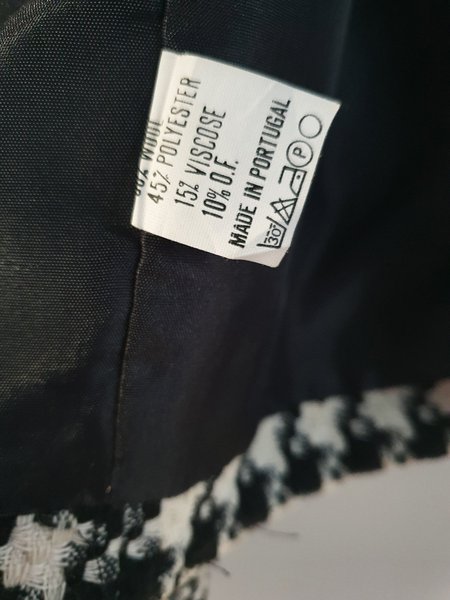 WOOL
45% POLYESTER
15% VISCOSE
10% O.F.
MADE IN PORTUGAL
30° P